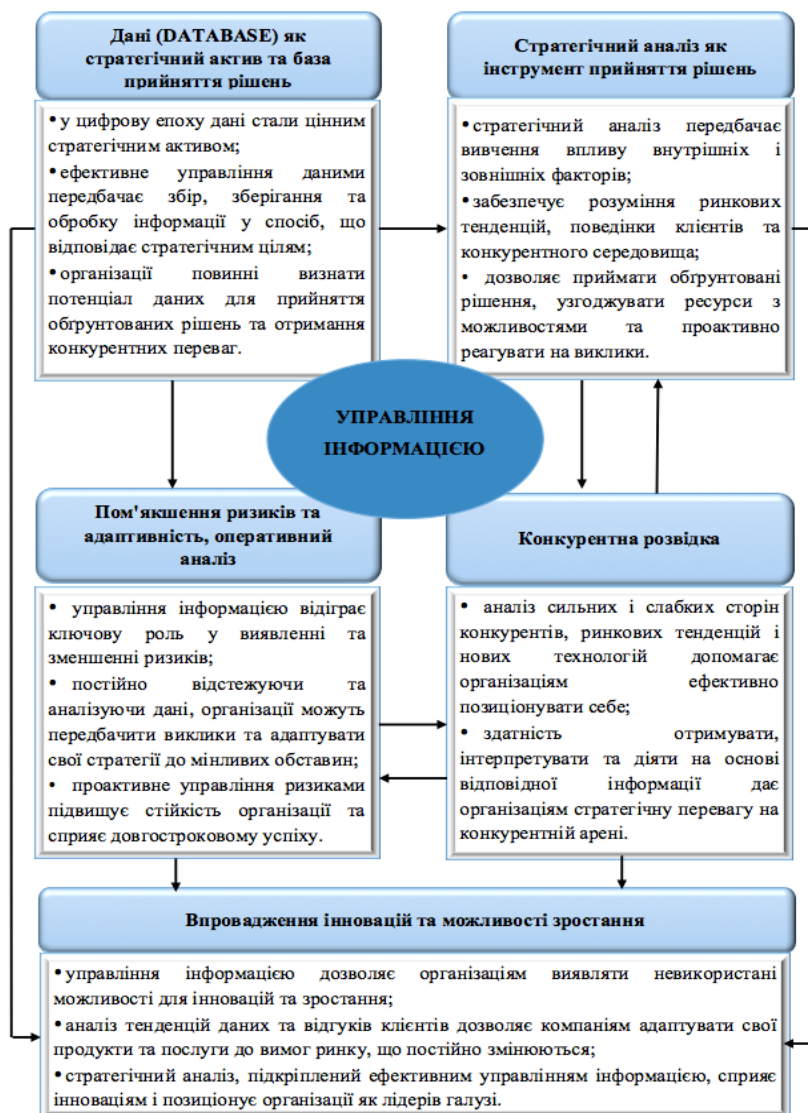 Дані (DATABASE) як
стратегічний актив та база
прийняття рішень
• у цифрову епоху дані стали цінним
стратегічним активом;
• ефективне управління даними
передбачає збір, зберігання та
обробку інформації у спосіб, що
відповідає стратегічним цілям;
• організації повинні визнати
потенціал даних для прийняття
обґрунтованих рішень та отримання
конкурентних переваг.
Стратегічний аналіз як
інструмент прийняття рішень
• стратегічний аналіз передбачає
вивчення впливу внутрішніх і
зовнішніх факторів;
• забезпечує розуміння ринкових
тенденцій, поведінки клієнтів та
конкурентного середовища;
• дозволяє приймати обґрунтовані
рішення, узгоджувати ресурси з
можливостями та проактивно
реагувати на виклики.
УПРАВЛІННЯ
ІНФОРМАЦІЄЮ
Пом'якшення ризиків та
адаптивність, оперативний
аналіз
• управління інформацією відіграє
ключову роль у виявленні та
зменшенні ризиків;
• постійно відстежуючи та
аналізуючи дані, організації можуть
передбачити виклики та адаптувати
свої стратегії до мінливих обставин;
• проактивне управління ризиками
підвищує стійкість організації та
сприяє довгостроковому успіху.
Конкурентна розвідка
• аналіз сильних і слабких сторін
конкурентів, ринкових тенденцій і
нових технологій допомагає
організаціям ефективно
позиціонувати себе;
• здатність отримувати,
інтерпретувати та діяти на основі
відповідної інформації дає
організаціям стратегічну перевагу на
конкурентній арені.
Впровадження інновацій та можливості зростання
• управління інформацією дозволяє організаціям виявляти невикористані
можливості для інновацій та зростання;
• аналіз тенденцій даних та відгуків клієнтів дозволяє компаніям адаптувати свої
продукти та послуги до вимог ринку, що постійно змінюються;
• стратегічний аналіз, підкріплений ефективним управлінням інформацією, сприяє
інноваціям і позиціонує організації як лідерів галузі.